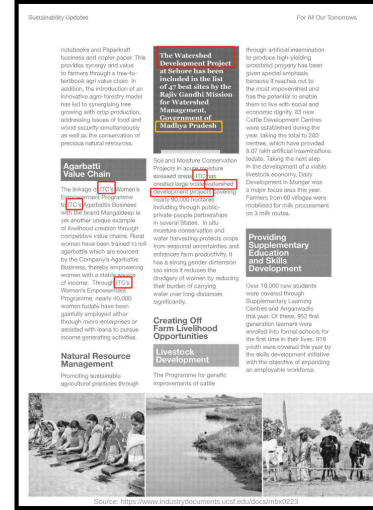 Sustainability Updates
For All Our Tomorrows
notebooks and Paperkraft
business and copier paper. This
provides synergy and value
to farmers through a tree-to-
textbook agri value chain. In
addition, the introduction of an
innovative agro-forestry model
has led to synergising tree
growing with crop production,
addressing issues of food and
wood security simultaneously
as well as the conservation of
precious natural resources.
Agarbatti
Value Chain
The linkage of ITC's Women's
Empowerment Programme
to ITC's Agarbattis Business
with the brand Mangaldeep is
yet another unique example
of livelihood creation through
competitive value chains. Rural
women have been trained to roll
agarbattis which are sourced
by the Company's Agarbattis
Business, thereby empowering
women with a stable source
of income. Through ITC's
Women's Empowerment
Programme, nearly 40,000
women today have been
gainfully employed either
through micro-enterprises or
assisted with loans to pursue
income generating activities.
Natural Resource
Management
Promoting sustainable
agricultural practices through
The Watershed
Development Project
at Sehore has been
included in the list
of 47 best sites by the
Rajiv Gandhi Mission
for Watershed
Management,
Government of
Madhya Pradesh
Soil and Moisture Conservation
Projects in acute moisture
stressed areas. ITC has
created large scale watershed
development projects covering
nearly 90,000 hectares
including through public-
private-people partnerships
in several States. In situ
moisture conservation and
water harvesting protects crops
from seasonal uncertainties and
enhances farm productivity. It
has a strong gender dimension
too since it reduces the
drudgery of women by reducing
their burden of carrying
water over long distances
significantly.
Creating Off
Farm Livelihood
Opportunities
Livestock
Development
The Programme for genetic
improvements of cattle
through artificial insemination
to produce high-yielding
crossbred progeny has been
given special emphasis
because it reaches out to
the most impoverished and
has the potential to enable
them to live with social and
economic dignity. 83 new
Cattle Development Centres
were established during the
year, taking the total to 293
centres, which have provided
8.07 lakh artificial inseminations
to date. Taking the next step
in the development of a viable
livestock economy, Dairy
Development in Munger was
a major focus area this year.
Farmers from 60 villages were
mobilised for milk procurement
on 3 milk routes.
Providing
Supplementary
Education
and Skills
Development
Over 18,000 new students
were covered through
Supplementary Learning
Centres and Anganwadis
this year. Of these, 952 first
generation learners were
enrolled into formal schools for
the first time in their lives. 918
youth were covered this year by
the skills development initiative
with the objective of expanding
an employable workforce.
Source: https://www.industrydocuments.ucsf.edu/docs/rnbx0223